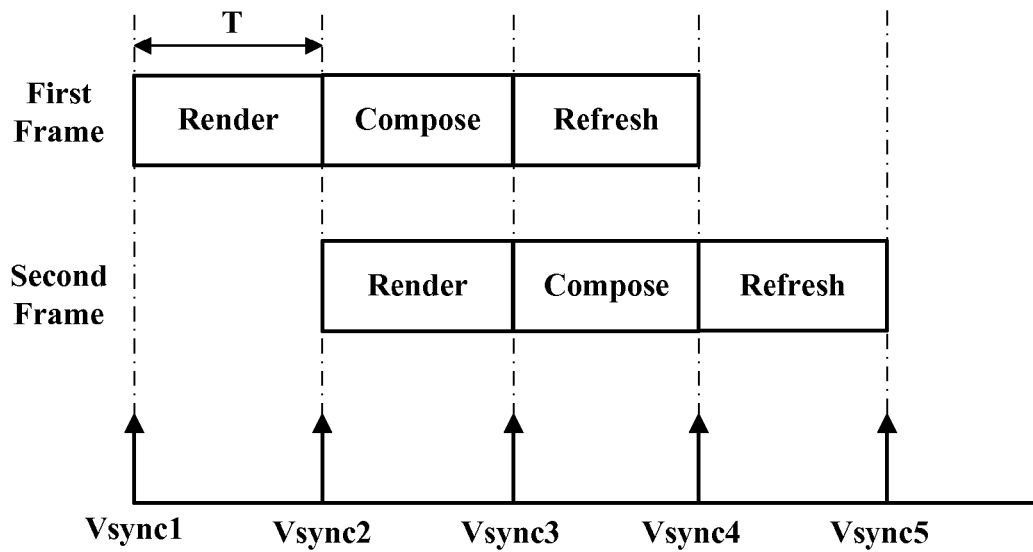 T
First
Frame
Render
Compose
Refresh
Second
Frame
Render
Compose
Refresh
Vsync1
Vsync2
Vsync3
Vsync4
Vsync5